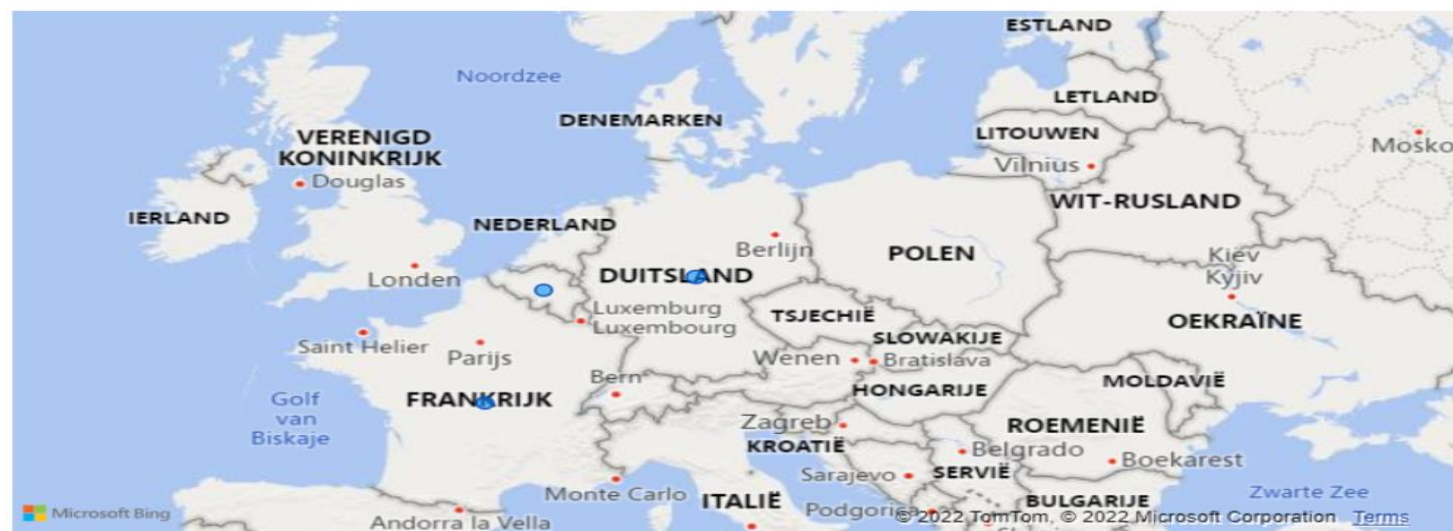 ESTLAND
Noordzee
LETLAND
DENEMARKEN
LITOUWEN
VERENIGD
KONINKRIJK
Mosko
Vilnius
Douglas
WIT-RUSLAND
IERLAND
NEDERLAND
Berlijn
POLEN
Kiev
Kyjiv
Londen
DUITSLAND
Luxemburg
Luxembourg
TSJECHIË
OEKRAÏNE
SLOWAKIJE
Saint Helier
Parijs
Wenen
Bratislava
Bern
MOLDAVIË
HONGARIJE
FRANKRIJK
Golf
van
Biskaje
Zagreb
ROEMENIË
KROATIË
Belgrado
Boekarest
Sarajevo
SERVIË
Monte Carlo
ITALIË
Podgorica
BULGARIJE
Zwarte Zee
Microsoft Bing
Andorra la Vella
© 2022 TomTom, © 2022 Microsoft Corporation Terms